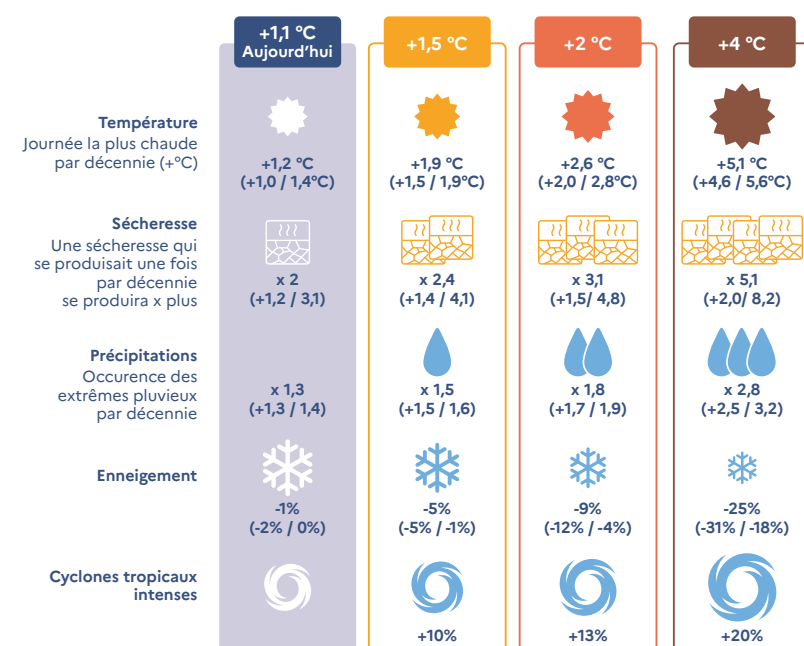 +1,1 °C
Aujourd'hui
+1,5 °C
+2 °C
+4 °C
Température
Journée la plus chaude
par décennie (+°C)
+1,2 °C
(+1,0 / 1,4°C)
+1,9 °C
(+1,5 / 1,9°C)
+2,6 °C
(+2,0 / 2,8°C)
+5,1 °C
(+4,6 / 5,6°C)
Sécheresse
Une sécheresse qui
se produisait une fois
par décennie
se produira x plus
x 2
(+1,2 / 3,1)
x 2,4
(+1,4 / 4,1)
x 3,1
(+1,5/ 4,8)
x 5,1
(+2,0/ 8,2)
Précipitations
Occurence des
extrêmes pluvieux
par décennie
x 1,3
(+1,3 / 1,4)
x 1,5
(+1,5 / 1,6)
x 1,8
(+1,7 / 1,9)
x 2,8
(+2,5 / 3,2)
Enneigement
-1%
(-2% / 0%)
-5%
(-5% / -1%)
-9%
(-12% / -4%)
-25%
(-31% / -18%)
Cyclones tropicaux
intenses
+10%
+13%
+20%